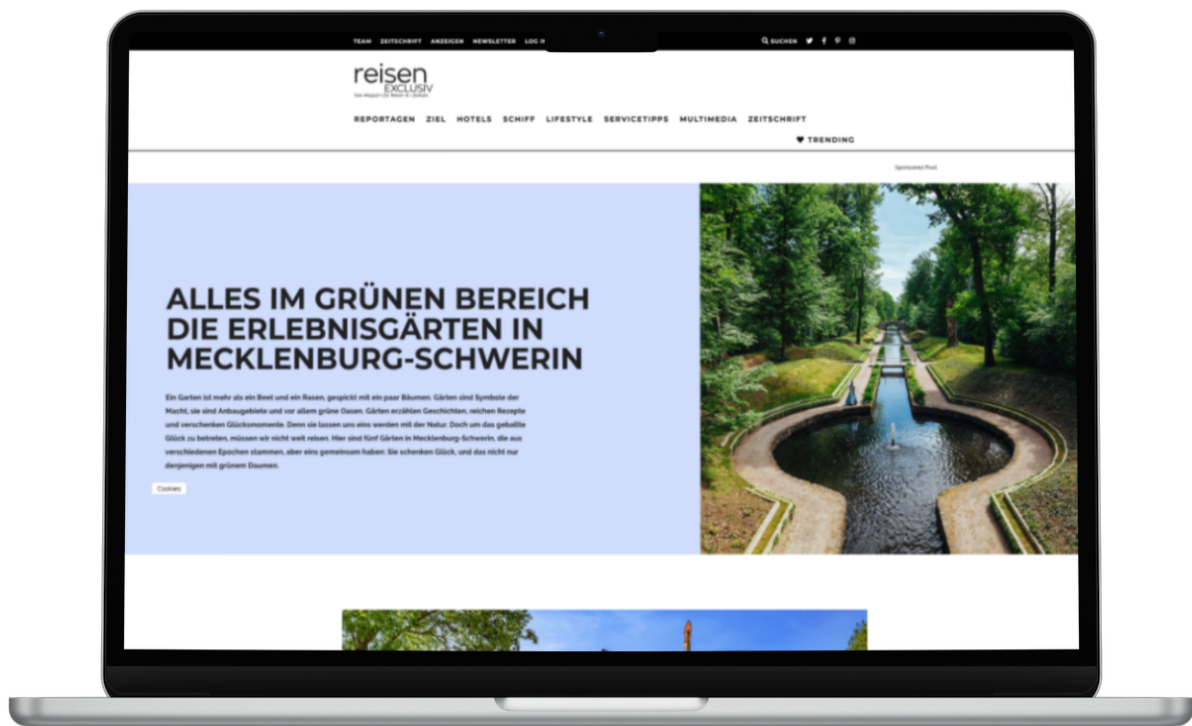 TEAM ZEITSCHRIFT ANZEIGEN NEWSLETTER LOG IN SUCHEN
reisen
EXCLUSIV
REPORTAGEN ZIEL HOTELS SCHIFF LIFESTYLE SERVICETIPPS MULTIMEDIA ZEITSCHRIFT
TRENDING
Sponsored Post
ALLES IM GRÜNEN BEREICH
DIE ERLEBNISGÄRTEN IN
MECKLENBURG-SCHWERIN
Ein Garten ist mehr als ein Beet und ein Rasen, gespickt mit ein paar Bäumen. Gärten sind Symbole der
Macht, sie sind Anbaugebiete und vor allem grüne Oasen. Gärten erzählen Geschichten, reichen Rezepte
und verschenken Glücksmomente. Denn sie lassen uns eins werden mit der Natur. Doch um das geballte
Glück zu betreten, müssen wir nicht weit reisen. Hier sind fünf Gärten in Mecklenburg-Schwerin, die aus
verschiedenen Epochen stammen, aber eins gemeinsam haben: Sie schenken Glück, und das nicht nur
denjenigen mit grünem Daumen.
Cookies